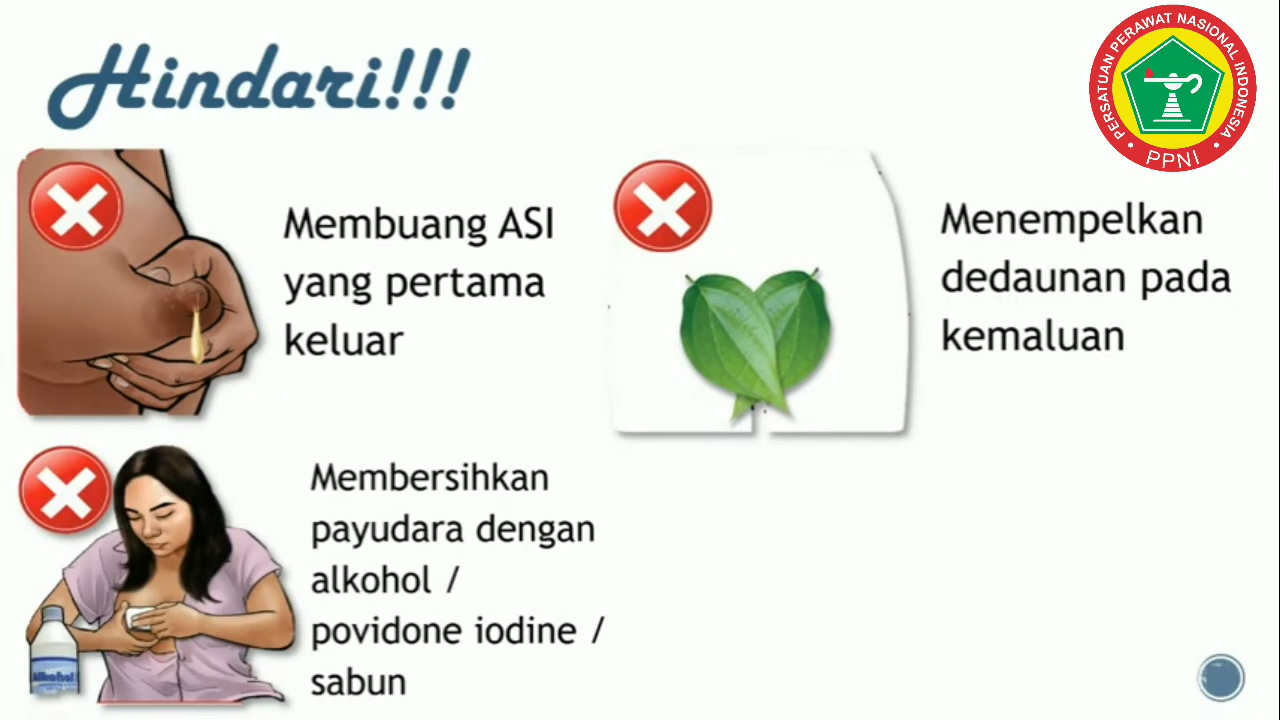 Hindari!!!
PERSATUAN PERAWAT NASIONAL INDONESIA
PPNI
Membuang ASI
yang pertama
keluar
Menempelkan
dedaunan pada
kemaluan
Membersihkan
payudara dengan
alkohol /
povidone iodine /
sabun
Alkohol